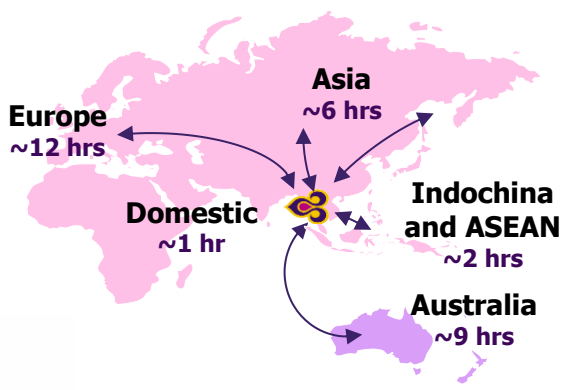 Asia
~6 hrs
Europe
~12 hrs
Domestic
~1 hr
Indochina
and ASEAN
~2 hrs
Australia
~9 hrs